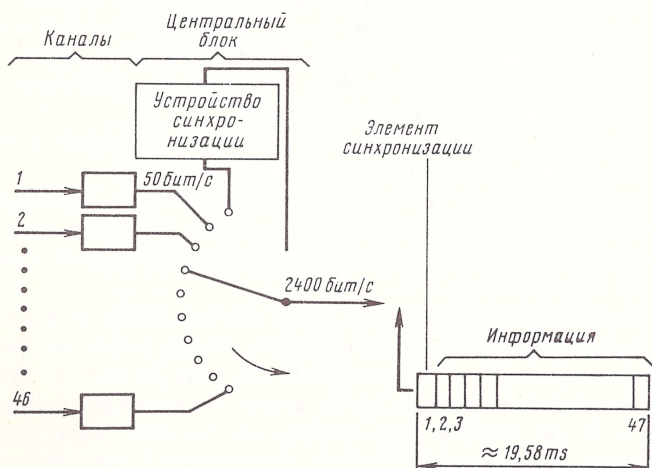 Каналы
Центральный
блок
Устройство
синхро-
низации
Элемент
синхронизации
1
50 бит/с
2
2400 бит/с
Информация
46
1,2,3
47
≈ 19,58 ms